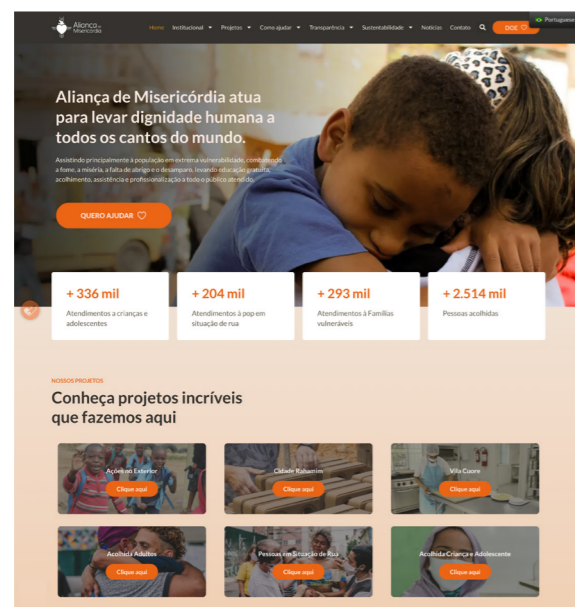 Aliança de
Misericórdia
Home Institucional Projetos Como ajudar Transparência Sustentabilidade Notícias Contato DOE
Portuguese
Aliança de Misericórdia atua
para levar dignidade humana a
todos os cantos do mundo.
Assistindo principalmente à população em extrema vulnerabilidade, combatendo
a fome, a miséria, a falta de abrigo e o desamparo, levando educação gratuita,
acolhimento, assistência e profissionalização a todo o público atendido.
QUERO AJUDAR
+ 336 mil
Atendimentos a crianças e
adolescentes
+ 204 mil
Atendimentos à pop em
situação de rua
+ 293 mil
Atendimentos à Famílias
vulneráveis
+ 2.514 mil
Pessoas acolhidas
NOSSOS PROJETOS
Conheça projetos incríveis
que fazemos aqui
Ações no Exterior
Clique aqui
Cidade Rahamim
Clique aqui
Vila Cuore
Clique aqui
Acolhida Adultos
Clique aqui
Pessoas em Situação de Rua
Clique aqui
Acolhida Criança e Adolescente
Clique aqui